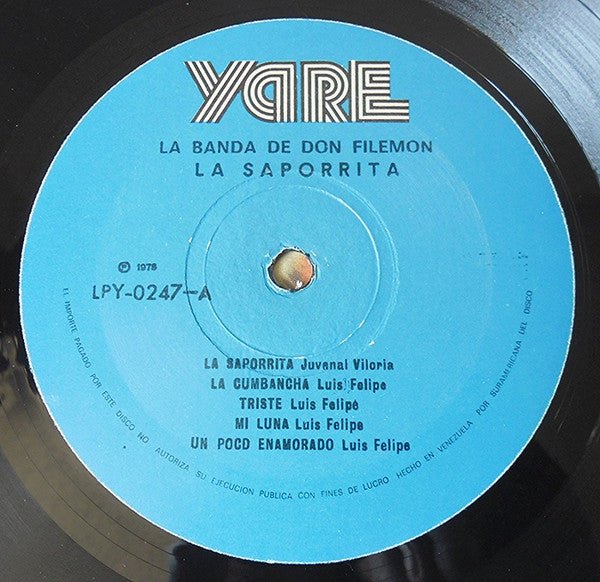 YARE
LA BANDA DE DON FILEMON
LA SAPORRITA
Ⓟ 1978
LPY-0247-A
LA SAPORRITA Juvenal Viloria
LA CUMBANCHA Luis Felipe
TRISTE Luis Felipe
MI LUNA Luis Felipe
UN POCO ENAMORADO Luis Felipe
EL IMPORTE PAGADO POR ESTE DISCO NO AUTORIZA SU EJECUCION PUBLICA CON FINES DE LUCRO HECHO EN VENEZUELA POR SURAMERICANA DEL DISCO